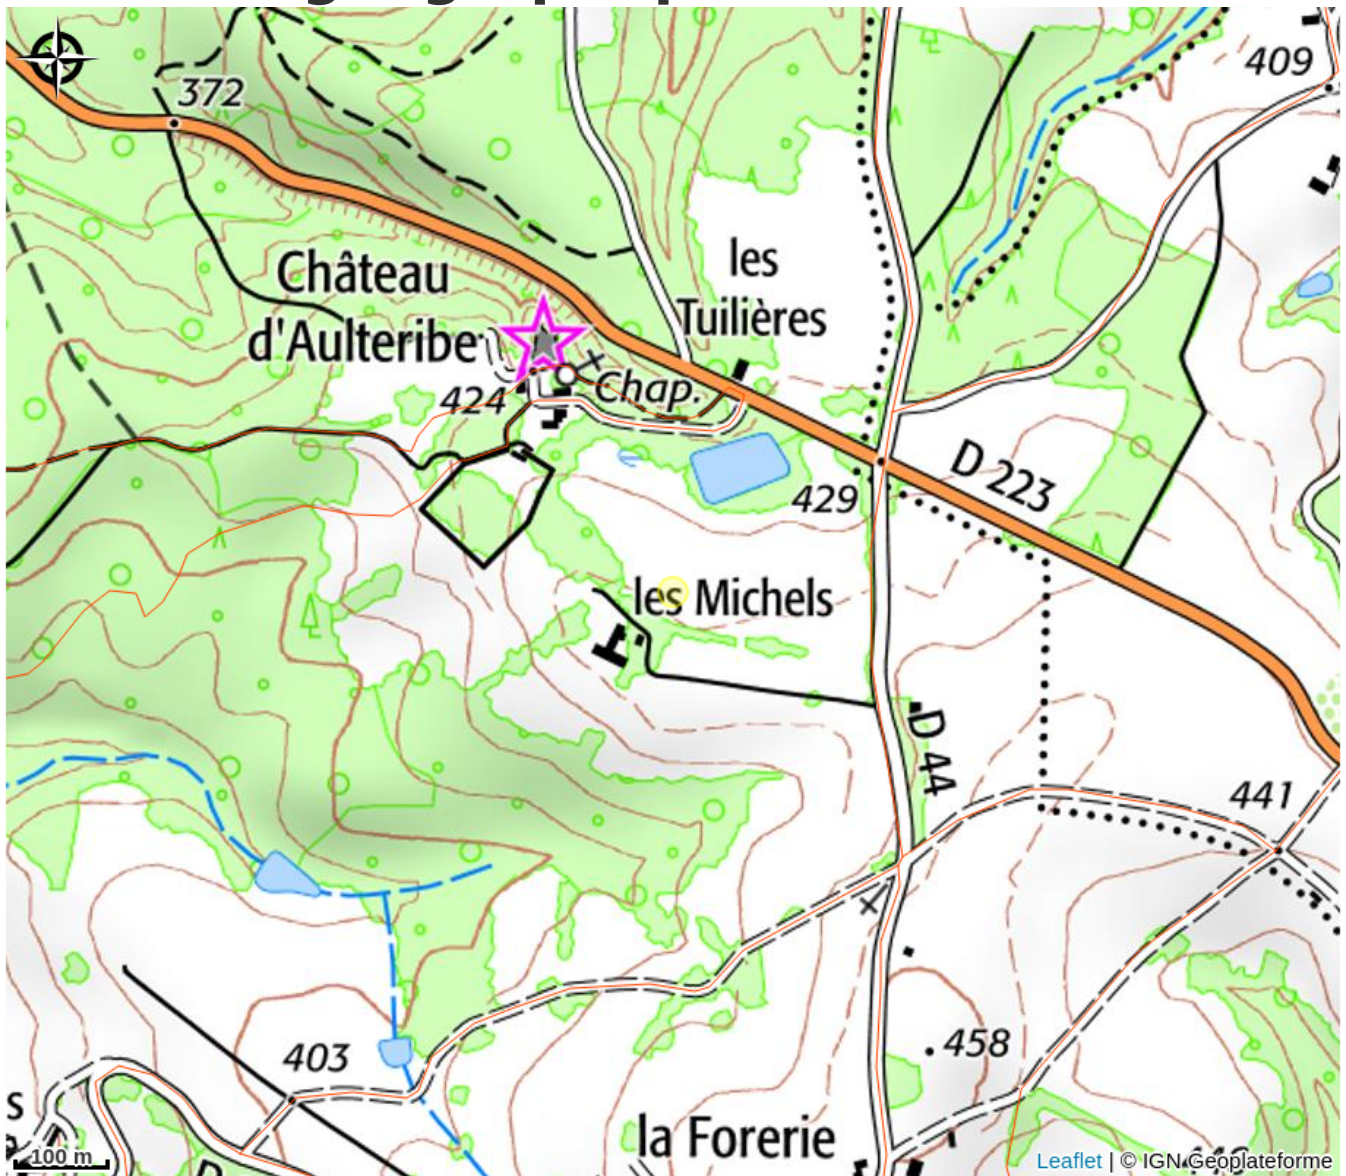 409
372
Château
d'Aulteribe
les
Tuilières
Chap.
424
D 223
429
les Michels
D 44
441
403
458
la Forerie
s
100 m
Leaflet | © IGN-Geoplateforme